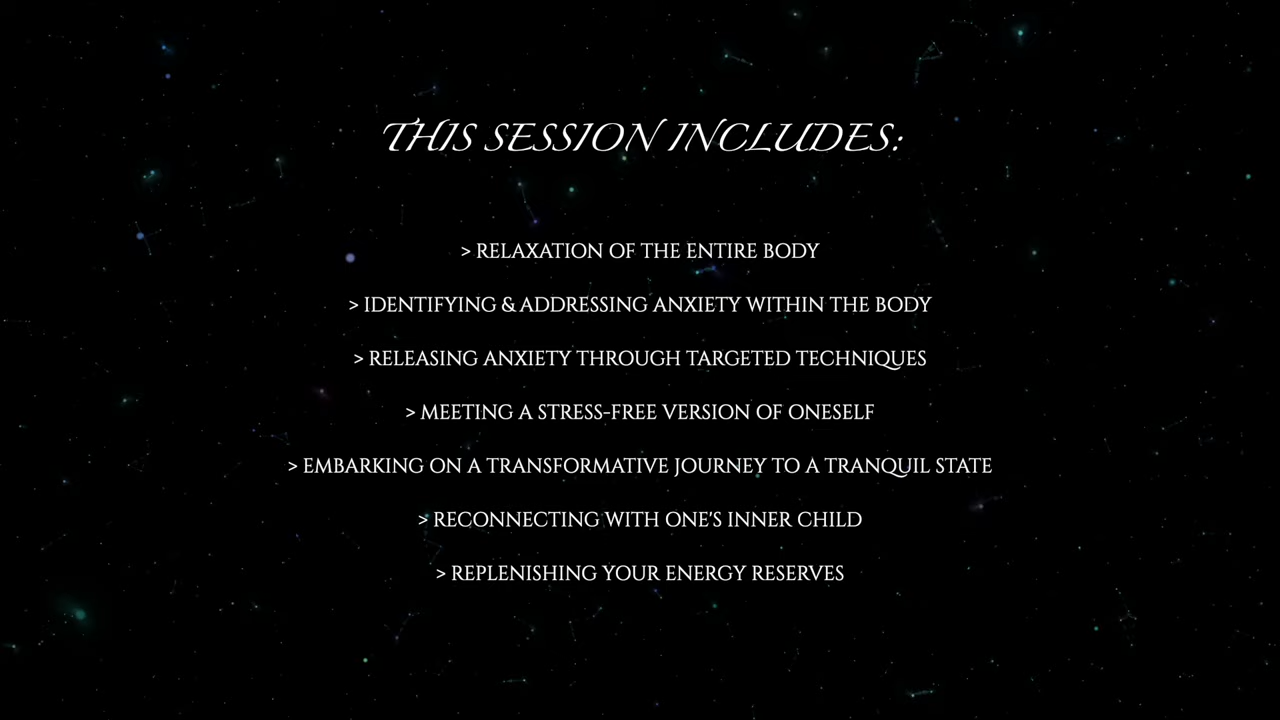 THIS SESSION INCLUDES:
> RELAXATION OF THE ENTIRE BODY
> IDENTIFYING & ADDRESSING ANXIETY WITHIN THE BODY
> RELEASING ANXIETY THROUGH TARGETED TECHNIQUES
> MEETING A STRESS-FREE VERSION OF ONESELF
> EMBARKING ON A TRANSFORMATIVE JOURNEY TO A TRANQUIL STATE
> RECONNECTING WITH ONE'S INNER CHILD
> REPLENISHING YOUR ENERGY RESERVES